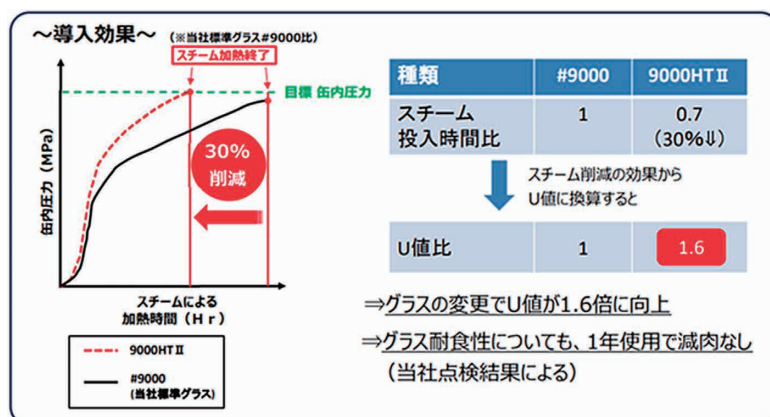 ～導入効果～ (※当社標準グラス#9000比)
スチーム加熱終了
目標 缶内圧力
缶内圧力 (MPa)
30%
削減
スチームによる
加熱時間 (Hr)
9000HTⅡ
#9000
(当社標準グラス)
種類 #9000 9000HTⅡ
スチーム
投入時間比 1 0.7
(30%⇓)
スチーム削減の効果から
U値に換算すると
U値比 1 1.6
⇒グラスの変更でU値が1.6倍に向上
⇒グラス耐食性についても、1年使用で減肉なし
(当社点検結果による)